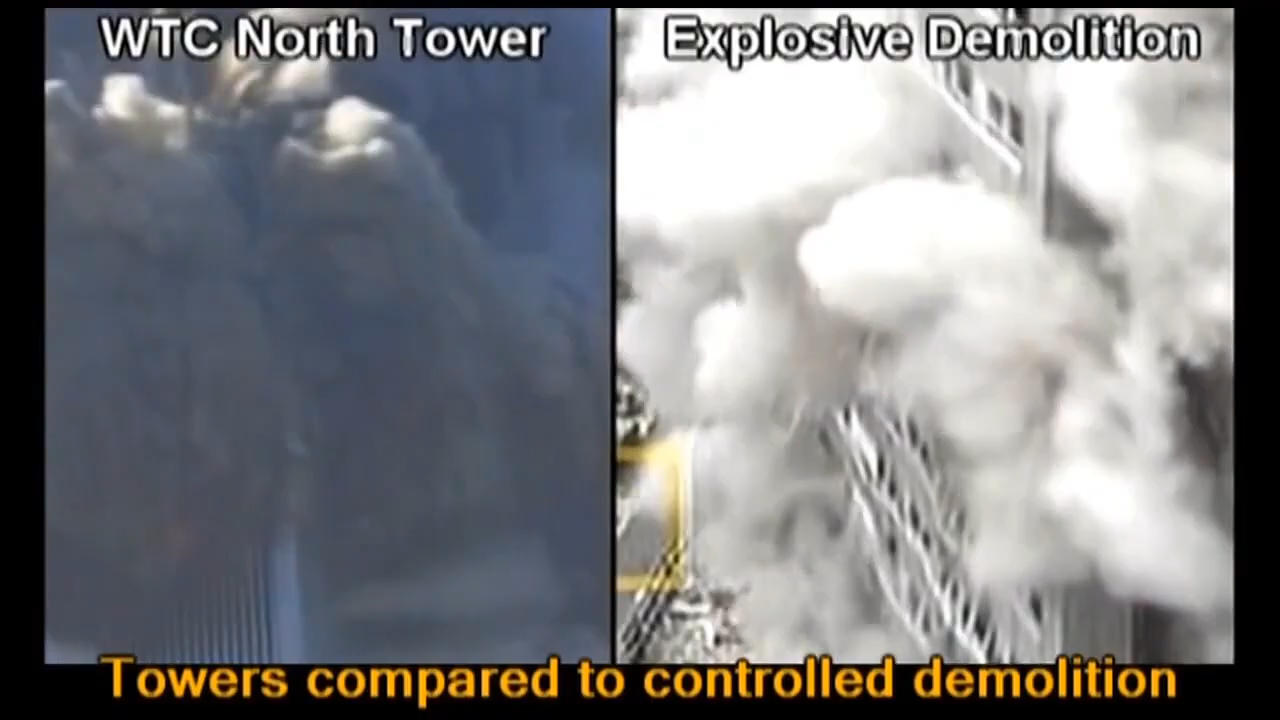 WTC North Tower
Explosive Demolition
Towers compared to controlled demolition